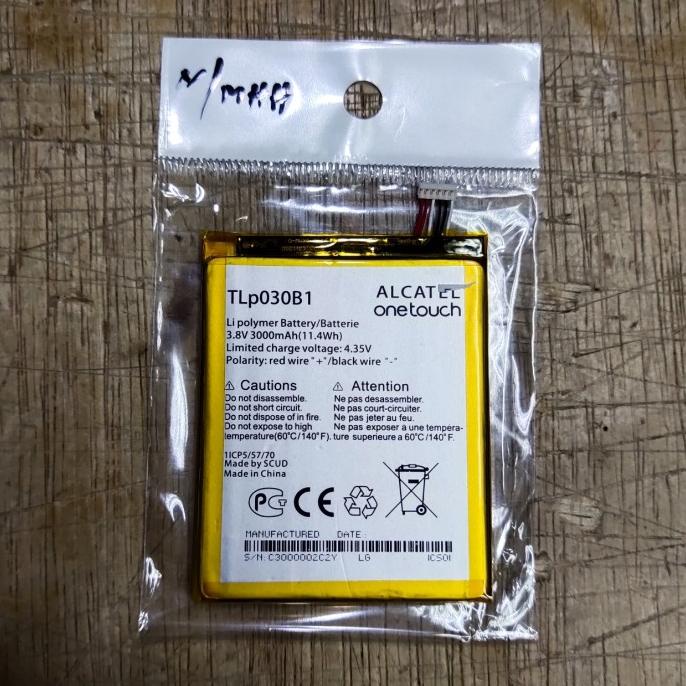 TLp030B1
ALCATEL
onetouch
Li polymer Battery/Batterie
3.8V 3000mAh(11.4Wh)
Limited charge voltage: 4.35V
Polarity: red wire "+"/black wire "-"
Cautions
Do not disassemble.
Do not short circuit.
Do not dispose of in fire.
Do not expose to high
temperature(60°C/140°F).
Attention
Ne pas desassembler.
Ne pas court-circuiter.
Ne pas jeter au feu.
Ne pas exposer a une tempera-
ture superieure a 60°C/140°F.
1ICP5/57/70
Made by SCUD
Made in China
PG CE
MANUFACTURED DATE:
S/N:C3000002C2Y LG IC501